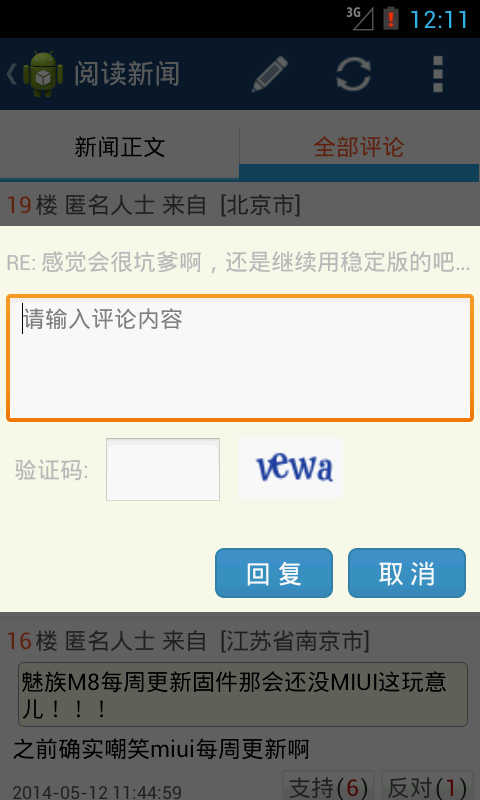 3G 12:11
阅读新闻
新闻正文 全部评论
19楼 匿名人士 来自 [北京市]
RE: 感觉会很坑爹啊，还是继续用稳定版的吧...
请输入评论内容
验证码: vewa
回复 取消
16楼 匿名人士 来自 [江苏省南京市]
魅族M8每周更新固件那会还没MIUI这玩意
儿！！！
之前确实嘲笑miui每周更新啊
2014-05-12 11:44:59 支持(6) 反对(1)